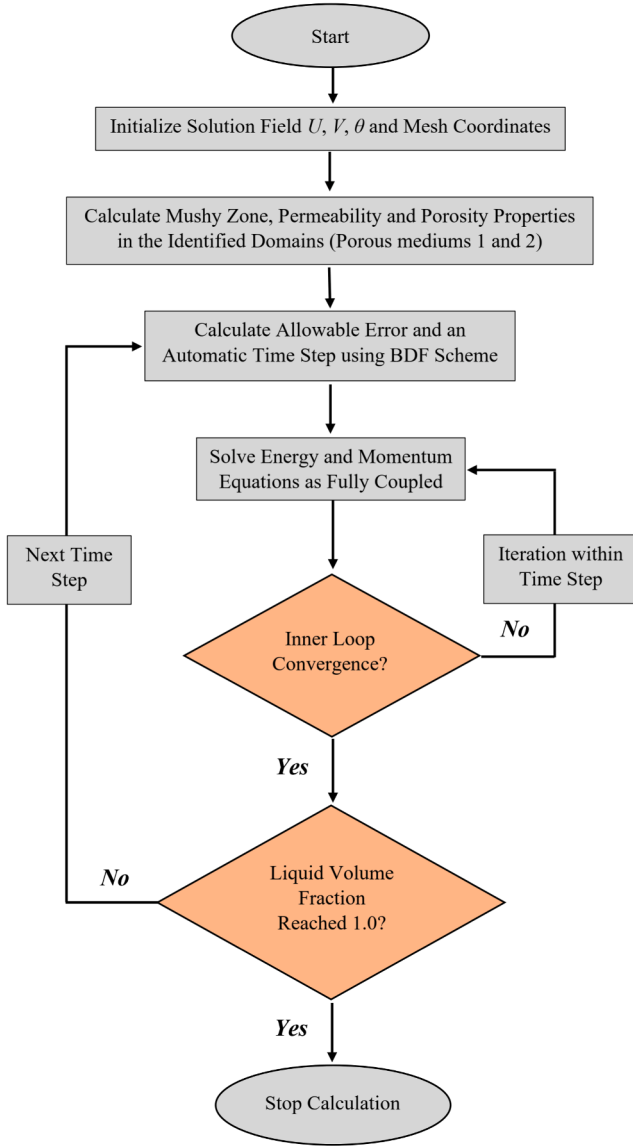 Start
Initialize Solution Field U, V, θ and Mesh Coordinates
Calculate Mushy Zone, Permeability and Porosity Properties
in the Identified Domains (Porous mediums 1 and 2)
Calculate Allowable Error and an
Automatic Time Step using BDF Scheme
Solve Energy and Momentum
Equations as Fully Coupled
Next Time
Step
Iteration within
Time Step
Inner Loop
Convergence?
No
Yes
Liquid Volume
Fraction
Reached 1.0?
No
Yes
Stop Calculation